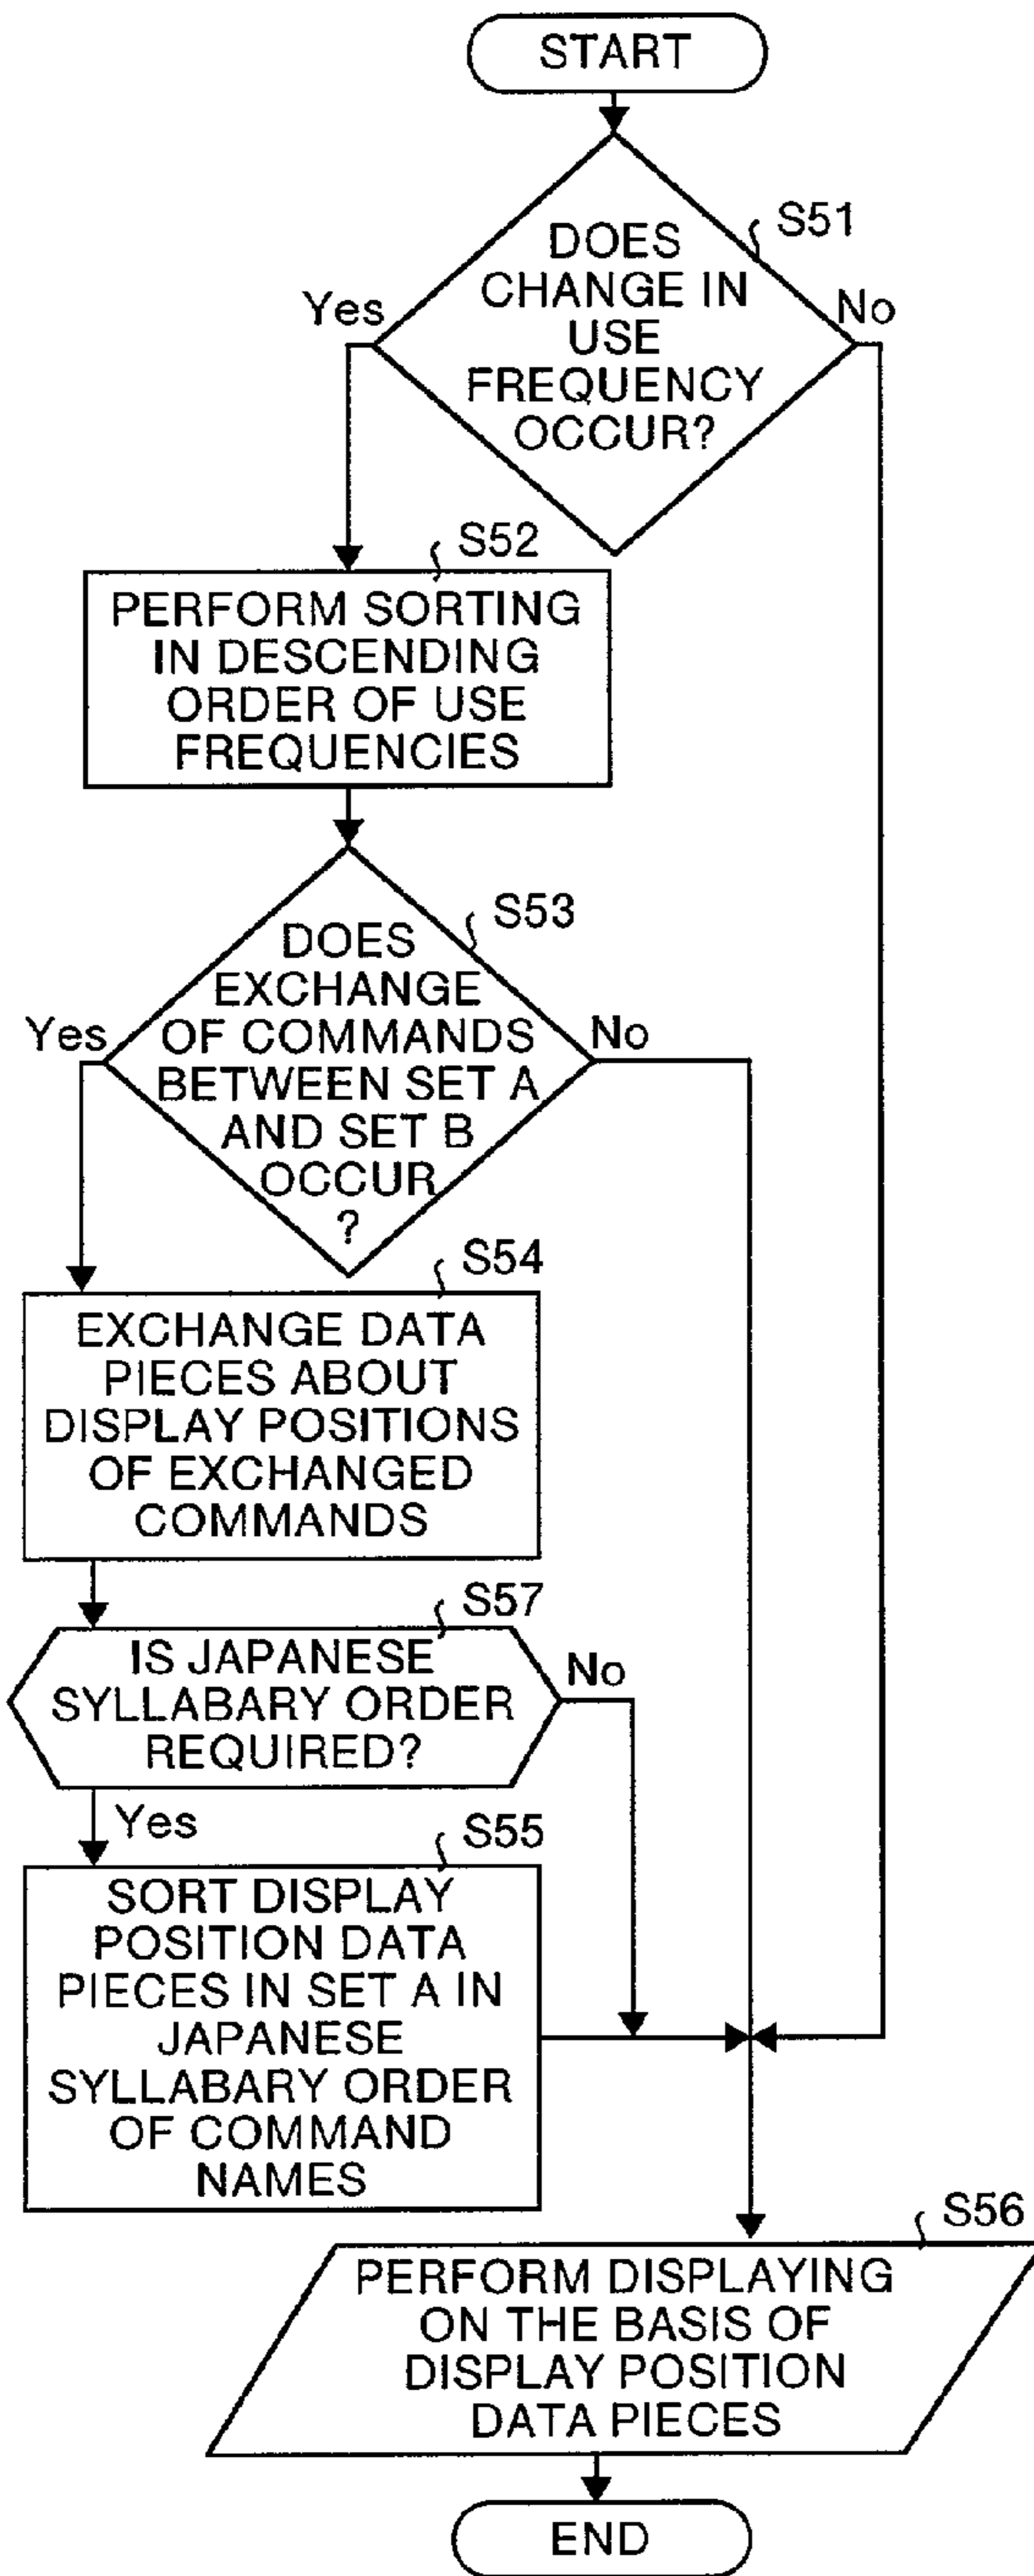 START
S51
DOES
CHANGE IN
USE
FREQUENCY
OCCUR?
Yes
No
S52
PERFORM SORTING
IN DESCENDING
ORDER OF USE
FREQUENCIES
S53
DOES
EXCHANGE
OF COMMANDS
BETWEEN SET A
AND SET B
OCCUR
?
Yes
No
S54
EXCHANGE DATA
PIECES ABOUT
DISPLAY POSITIONS
OF EXCHANGED
COMMANDS
S57
IS JAPANESE
SYLLABARY ORDER
REQUIRED?
No
Yes
S55
SORT DISPLAY
POSITION DATA
PIECES IN SET A IN
JAPANESE
SYLLABARY ORDER
OF COMMAND
NAMES
S56
PERFORM DISPLAYING
ON THE BASIS OF
DISPLAY POSITION
DATA PIECES
END